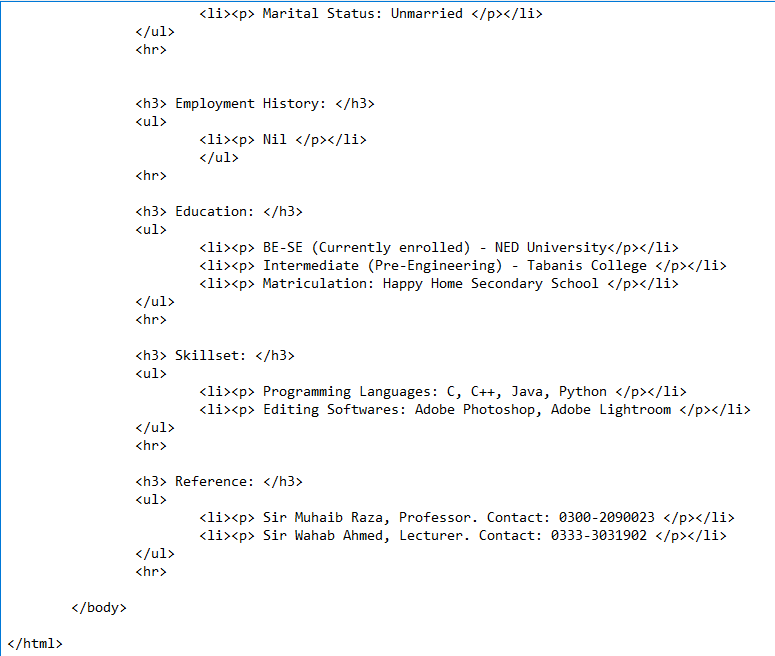 <li><p> Marital Status: Unmarried </p></li>
</ul>
<hr>
<h3> Employment History: </h3>
<ul>
<li><p> Nil </p></li>
</ul>
<hr>
<h3> Education: </h3>
<ul>
<li><p> BE-SE (Currently enrolled) - NED University</p></li>
<li><p> Intermediate (Pre-Engineering) - Tabanis College </p></li>
<li><p> Matriculation: Happy Home Secondary School </p></li>
</ul>
<hr>
<h3> Skillset: </h3>
<ul>
<li><p> Programming Languages: C, C++, Java, Python </p></li>
<li><p> Editing Softwares: Adobe Photoshop, Adobe Lightroom </p></li>
</ul>
<hr>
<h3> Reference: </h3>
<ul>
<li><p> Sir Muhaib Raza, Professor. Contact: 0300-2090023 </p></li>
<li><p> Sir Wahab Ahmed, Lecturer. Contact: 0333-3031902 </p></li>
</ul>
<hr>
</body>
</html>